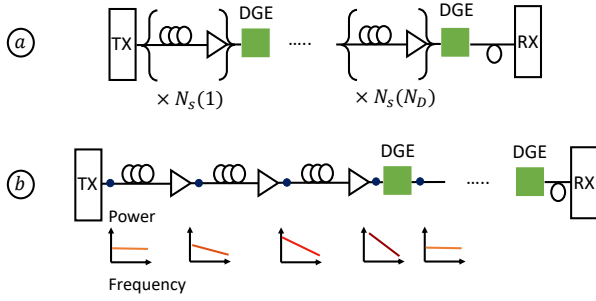 a
TX
DGE
.....
DGE
RX
× N_s(1)
× N_s(N_D)
b
TX
DGE
.....
DGE
RX
Power
Frequency